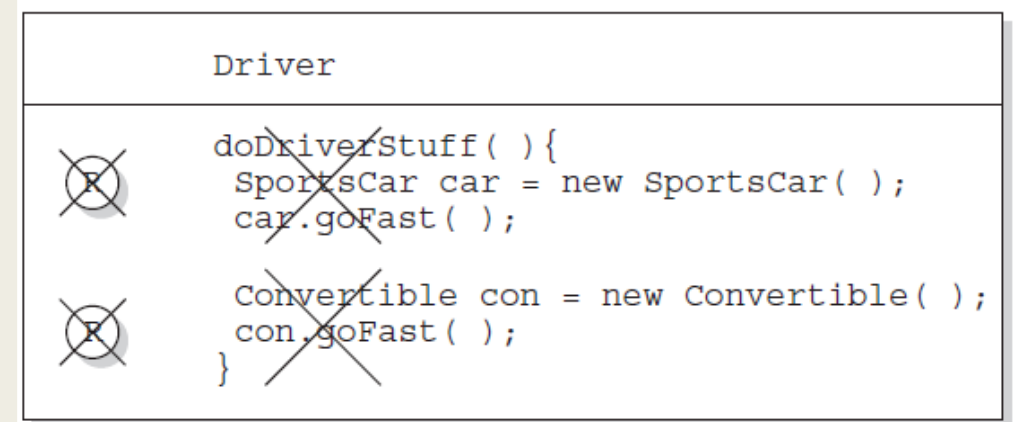 Driver
doDriverStuff( ){
R
SportsCar car = new SportsCar( );
car.goFast( );
Convertible con = new Convertible( );
R
con.goFast( );
}